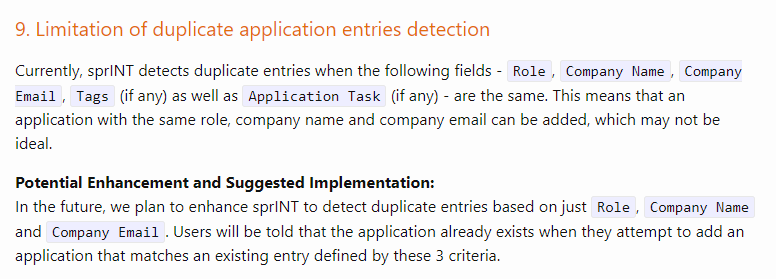 9. Limitation of duplicate application entries detection
Currently, sprINT detects duplicate entries when the following fields - Role , Company Name , Company
Email , Tags (if any) as well as Application Task (if any) - are the same. This means that an
application with the same role, company name and company email can be added, which may not be
ideal.
Potential Enhancement and Suggested Implementation:
In the future, we plan to enhance sprINT to detect duplicate entries based on just Role , Company Name
and Company Email . Users will be told that the application already exists when they attempt to add an
application that matches an existing entry defined by these 3 criteria.